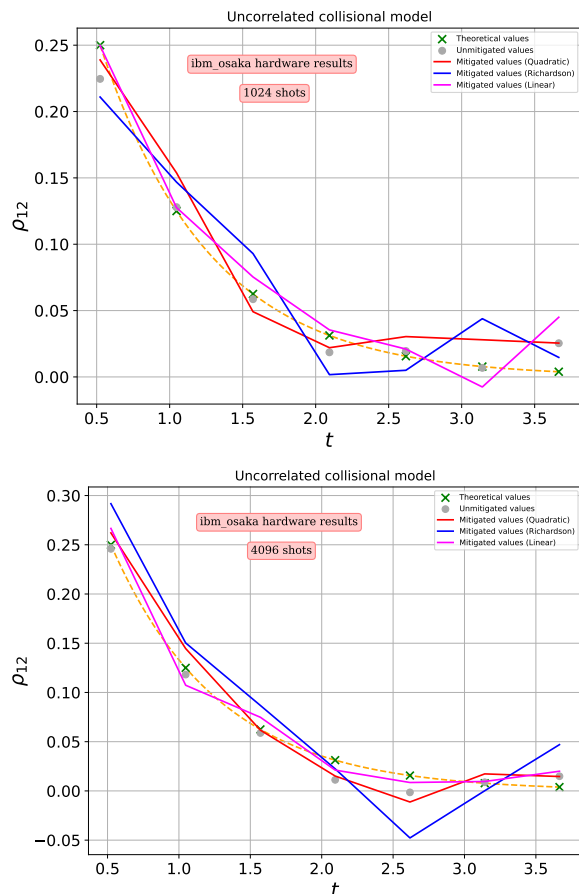 Uncorrelated collisional model
Theoretical values
Unmitigated values
Mitigated values (Quadratic)
Mitigated values (Richardson)
Mitigated values (Linear)
ibm_osaka hardware results
1024 shots
0.25
0.20
0.15
0.10
0.05
0.00
ρ12
0.5 1.0 1.5 2.0 2.5 3.0 3.5
t
Uncorrelated collisional model
Theoretical values
Unmitigated values
Mitigated values (Quadratic)
Mitigated values (Richardson)
Mitigated values (Linear)
ibm_osaka hardware results
4096 shots
0.30
0.25
0.20
0.15
0.10
0.05
0.00
−0.05
ρ12
0.5 1.0 1.5 2.0 2.5 3.0 3.5
t